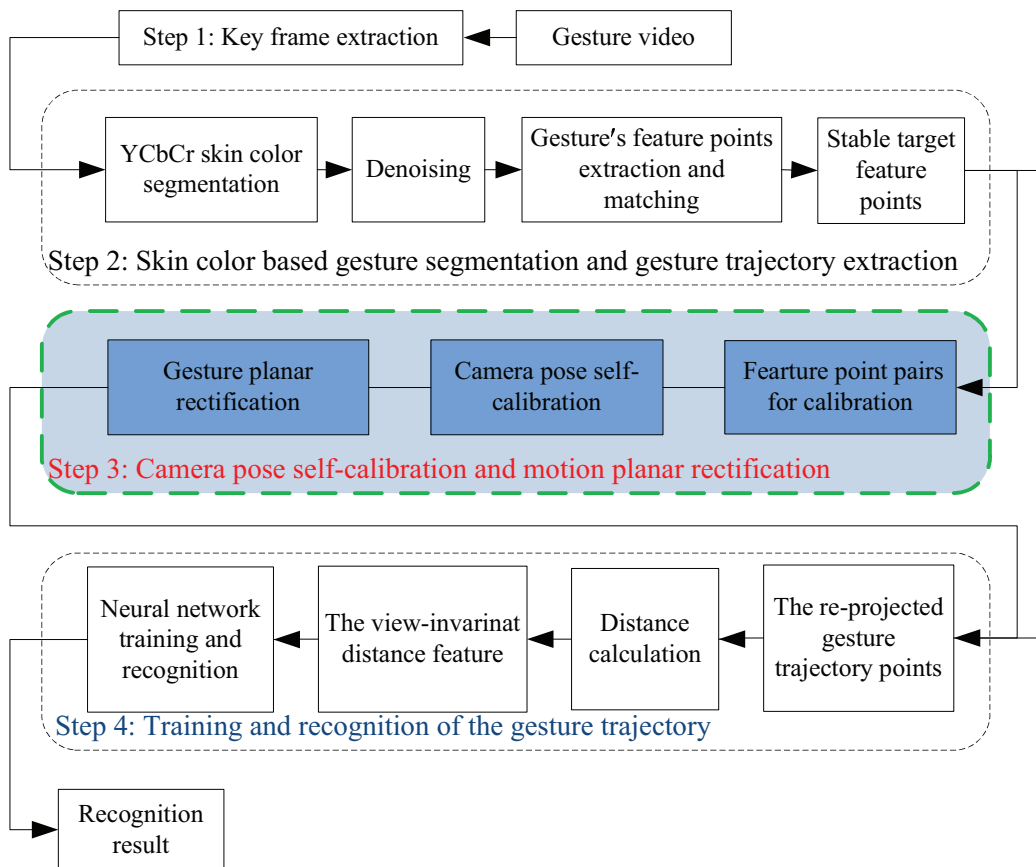 Step 1: Key frame extraction
Gesture video
YCbCr skin color
segmentation
Denoising
Gesture's feature points
extraction and
matching
Stable target
feature
points
Step 2: Skin color based gesture segmentation and gesture trajectory extraction
Gesture planar
rectification
Camera pose self-
calibration
Fearture point pairs
for calibration
Step 3: Camera pose self-calibration and motion planar rectification
Neural network
training and
recognition
The view-invarinat
distance feature
Distance
calculation
The re-projected
gesture
trajectory points
Step 4: Training and recognition of the gesture trajectory
Recognition
result